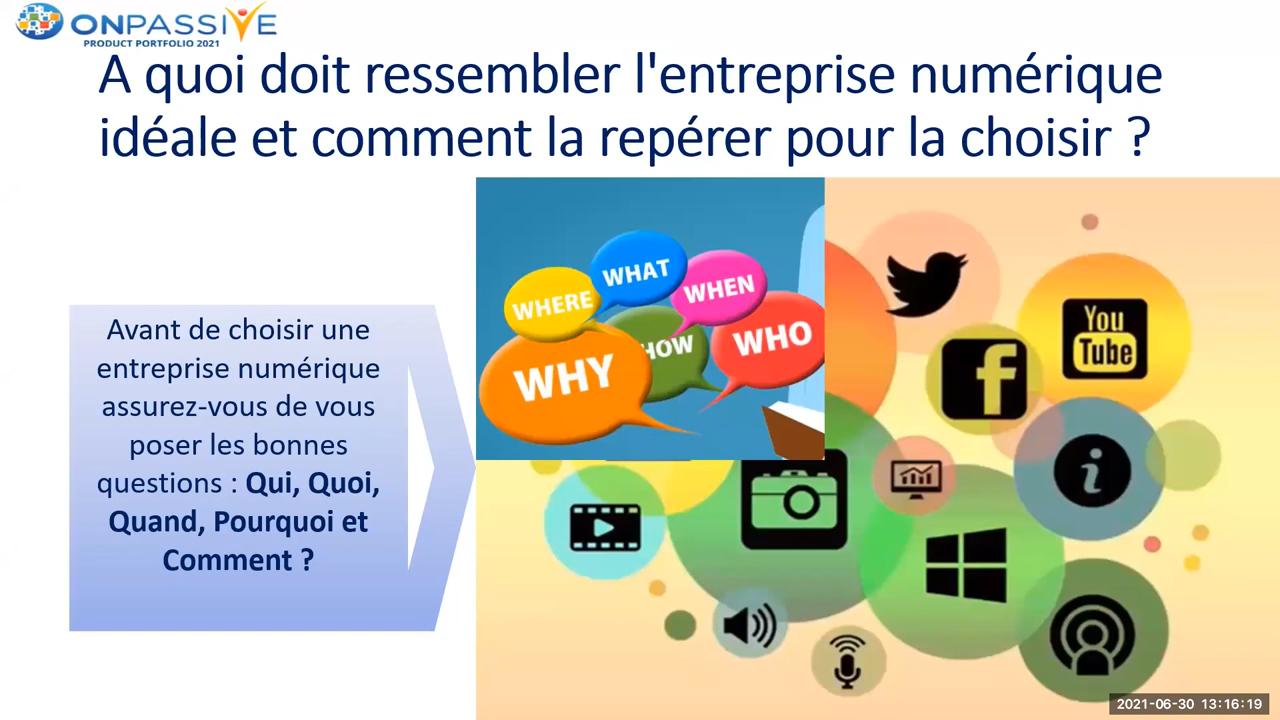 ONPASSIVE
PRODUCT PORTFOLIO 2021
A quoi doit ressembler l'entreprise numérique
idéale et comment la repérer pour la choisir ?
Avant de choisir une
entreprise numérique
assurez-vous de vous
poser les bonnes
questions : Qui, Quoi,
Quand, Pourquoi et
Comment ?
WHERE
WHAT
WHEN
WHY
HOW
WHO
You
Tube
f
i
2021-06-30 13:16:19